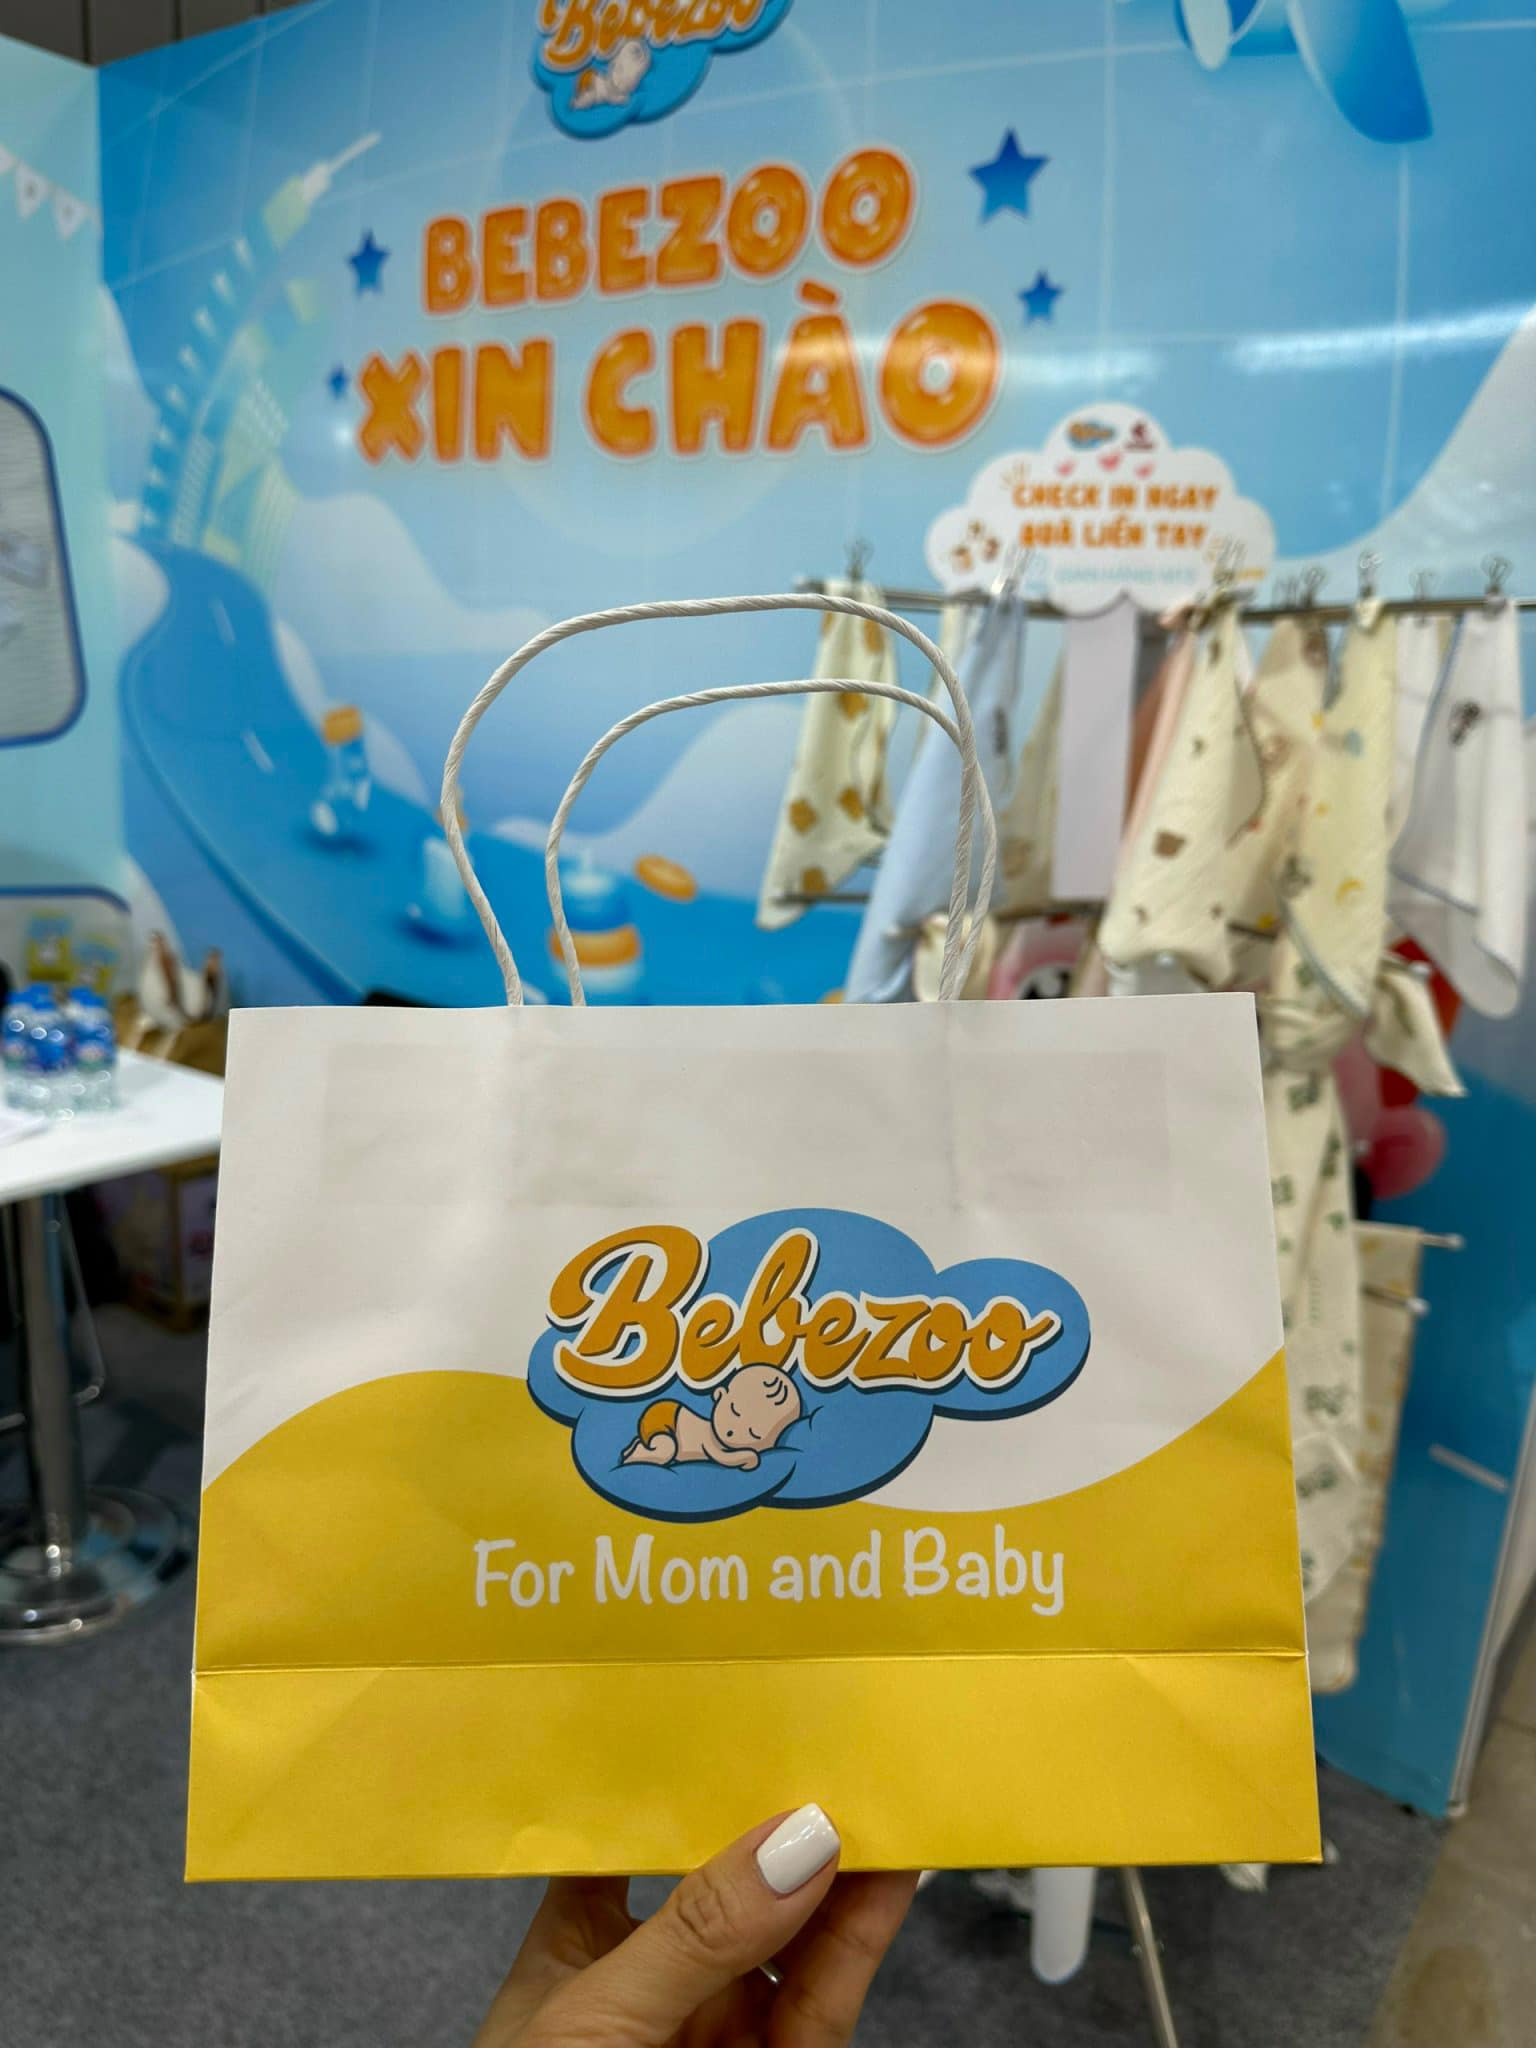 Bebezoo
BEBEZOO
XIN CHÀO
CHECK IN NGAY
QUÀ LIỀN TAY
Bebezoo
For Mom and Baby